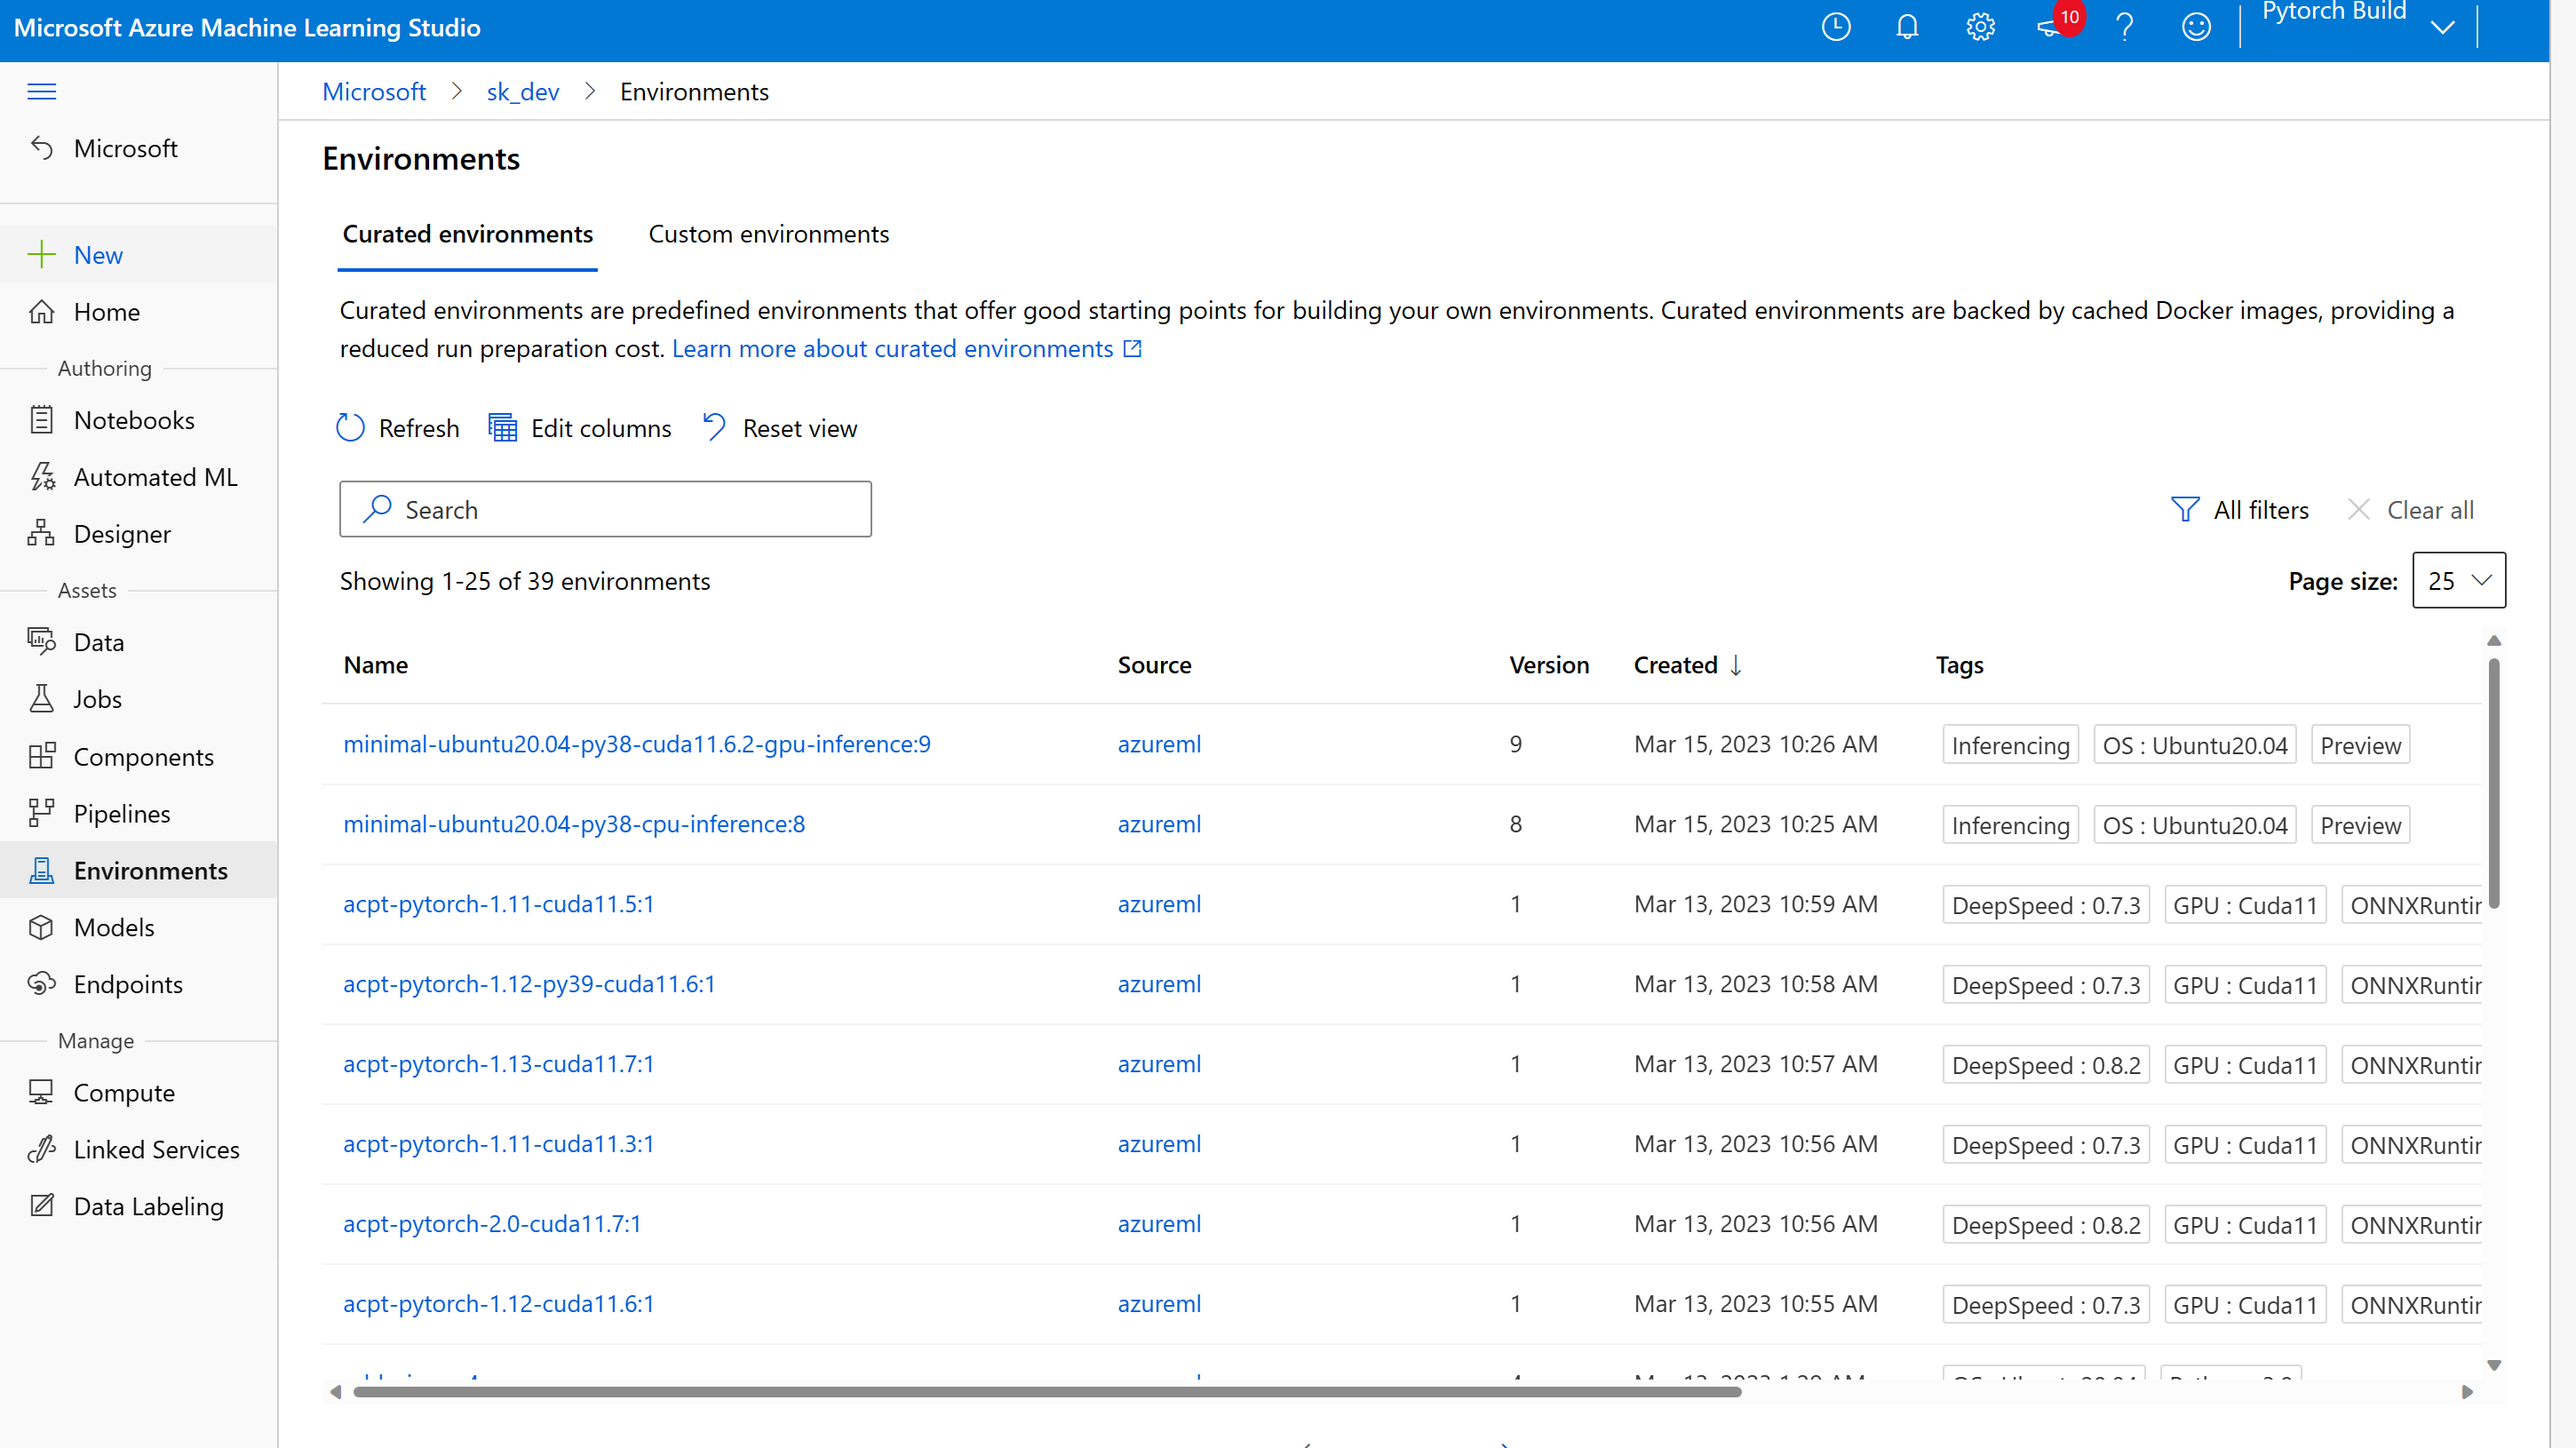 Microsoft Azure Machine Learning Studio
10
Pytorch Build
Microsoft
New
Home
Authoring
Notebooks
Automated ML
Designer
Assets
Data
Jobs
Components
Pipelines
Environments
Models
Endpoints
Manage
Compute
Linked Services
Data Labeling
Microsoft > sk_dev > Environments
Environments
Curated environments Custom environments
Curated environments are predefined environments that offer good starting points for building your own environments. Curated environments are backed by cached Docker images, providing a
reduced run preparation cost. Learn more about curated environments
Refresh Edit columns Reset view
Search
All filters Clear all
Showing 1-25 of 39 environments
Page size: 25
Name Source Version Created ↓ Tags
minimal-ubuntu20.04-py38-cuda11.6.2-gpu-inference:9 azureml 9 Mar 15, 2023 10:26 AM Inferencing OS : Ubuntu20.04 Preview
minimal-ubuntu20.04-py38-cpu-inference:8 azureml 8 Mar 15, 2023 10:25 AM Inferencing OS : Ubuntu20.04 Preview
acpt-pytorch-1.11-cuda11.5:1 azureml 1 Mar 13, 2023 10:59 AM DeepSpeed : 0.7.3 GPU : Cuda11 ONNXRuntir
acpt-pytorch-1.12-py39-cuda11.6:1 azureml 1 Mar 13, 2023 10:58 AM DeepSpeed : 0.7.3 GPU : Cuda11 ONNXRuntir
acpt-pytorch-1.13-cuda11.7:1 azureml 1 Mar 13, 2023 10:57 AM DeepSpeed : 0.8.2 GPU : Cuda11 ONNXRuntir
acpt-pytorch-1.11-cuda11.3:1 azureml 1 Mar 13, 2023 10:56 AM DeepSpeed : 0.7.3 GPU : Cuda11 ONNXRuntir
acpt-pytorch-2.0-cuda11.7:1 azureml 1 Mar 13, 2023 10:56 AM DeepSpeed : 0.8.2 GPU : Cuda11 ONNXRuntir
acpt-pytorch-1.12-cuda11.6:1 azureml 1 Mar 13, 2023 10:55 AM DeepSpeed : 0.7.3 GPU : Cuda11 ONNXRuntir